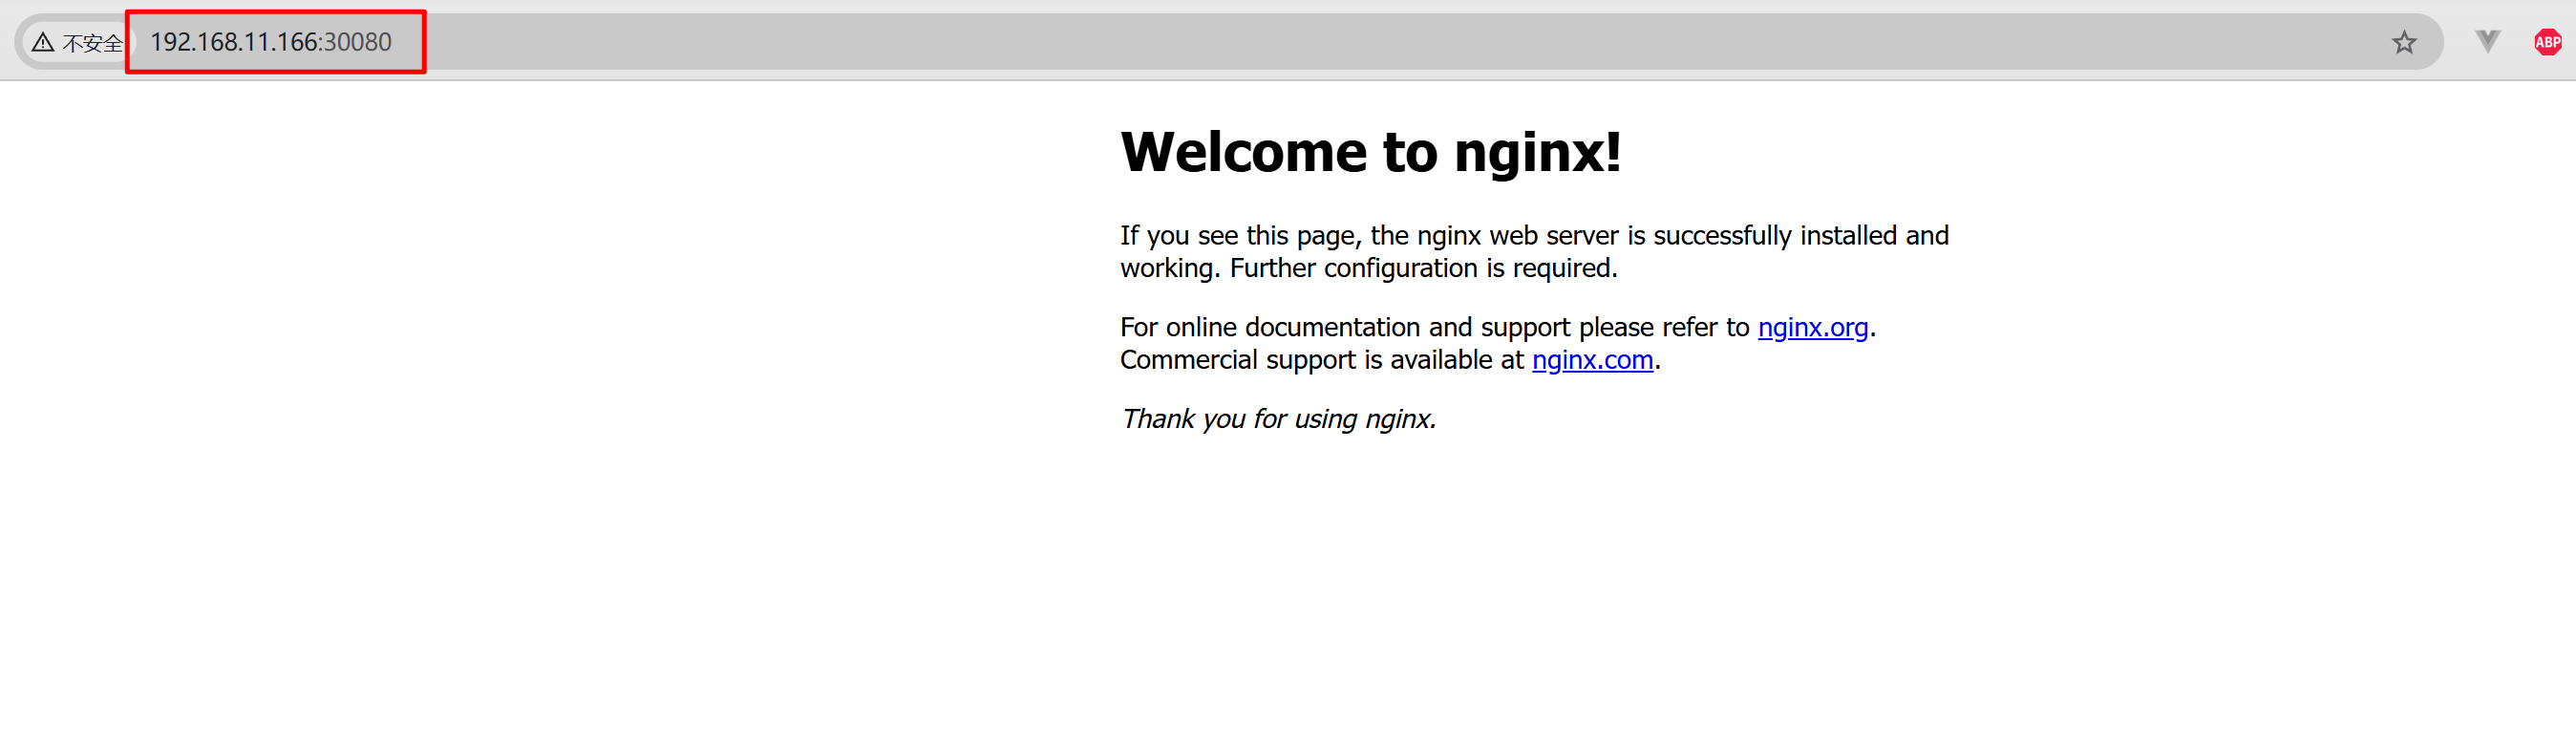 不安全 192.168.11.166:30080
ABP
Welcome to nginx!
If you see this page, the nginx web server is successfully installed and
working. Further configuration is required.
For online documentation and support please refer to nginx.org.
Commercial support is available at nginx.com.
Thank you for using nginx.